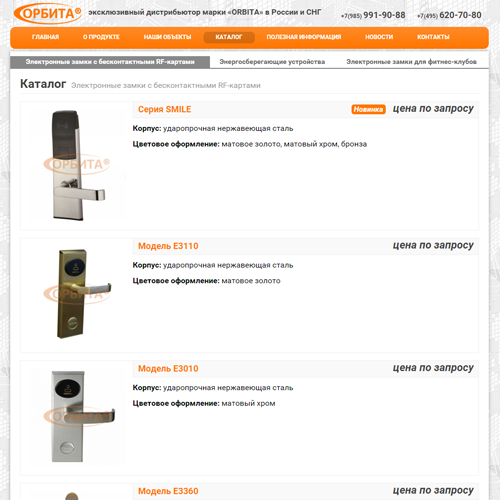 ОРБИТА®
эксклюзивный дистрибьютор марки «ORBITA» в России и СНГ
+7(985) 991-90-88 +7(495) 620-70-80
ГЛАВНАЯ О ПРОДУКТЕ НАШИ ОБЪЕКТЫ КАТАЛОГ ПОЛЕЗНАЯ ИНФОРМАЦИЯ НОВОСТИ КОНТАКТЫ
Электронные замки с бесконтактными RF-картами Энергосберегающие устройства Электронные замки для фитнес-клубов
Каталог Электронные замки с бесконтактными RF-картами
Серия SMILE Новинка цена по запросу
Корпус: ударопрочная нержавеющая сталь
Цветовое оформление: матовое золото, матовый хром, бронза
ОРБИТА®
Модель E3110 цена по запросу
Корпус: ударопрочная нержавеющая сталь
Цветовое оформление: матовое золото
ОРБИТА®
Модель E3010 цена по запросу
Корпус: ударопрочная нержавеющая сталь
Цветовое оформление: матовый хром
ОРБИТА®
Модель E3360 цена по запросу